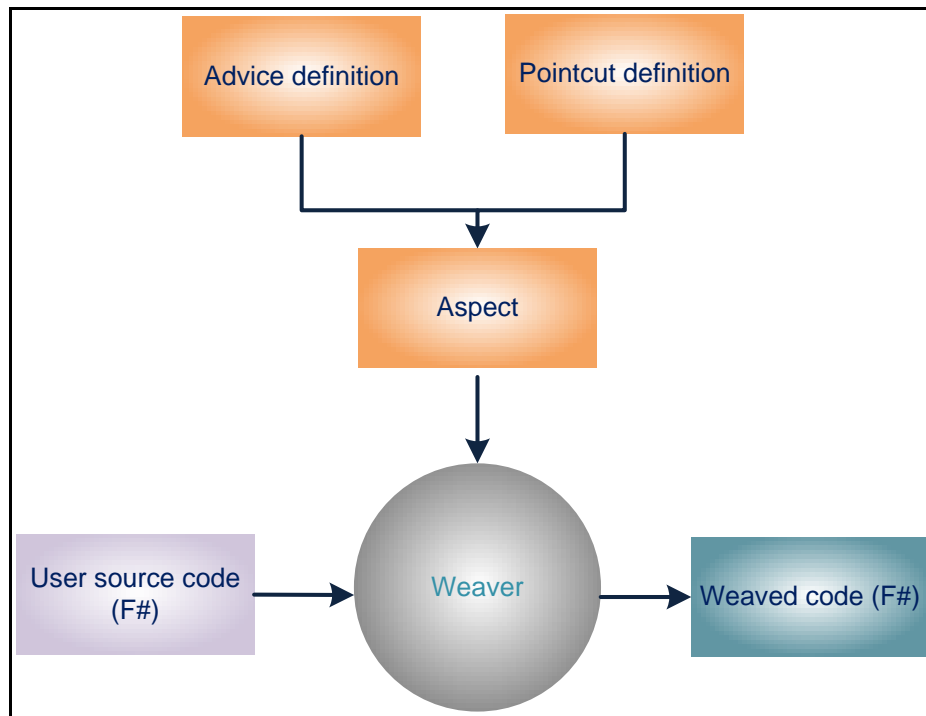 Advice definition
Pointcut definition
Aspect
User source code
(F#)
Weaver
Weaved code (F#)